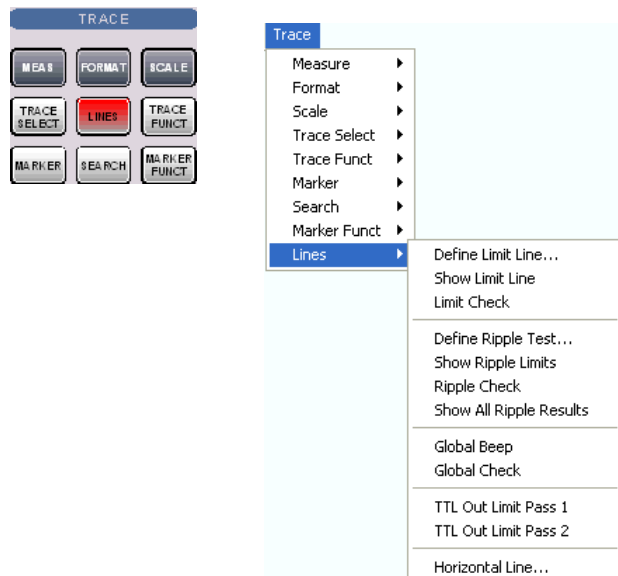 TRACE
MEAS FORMAT SCALE
TRACE SELECT LINES TRACE FUNCT
MARKER SEARCH MARKER FUNCT
Trace
Measure
Format
Scale
Trace Select
Trace Funct
Marker
Search
Marker Funct
Lines
Define Limit Line...
Show Limit Line
Limit Check
Define Ripple Test...
Show Ripple Limits
Ripple Check
Show All Ripple Results
Global Beep
Global Check
TTL Out Limit Pass 1
TTL Out Limit Pass 2
Horizontal Line...